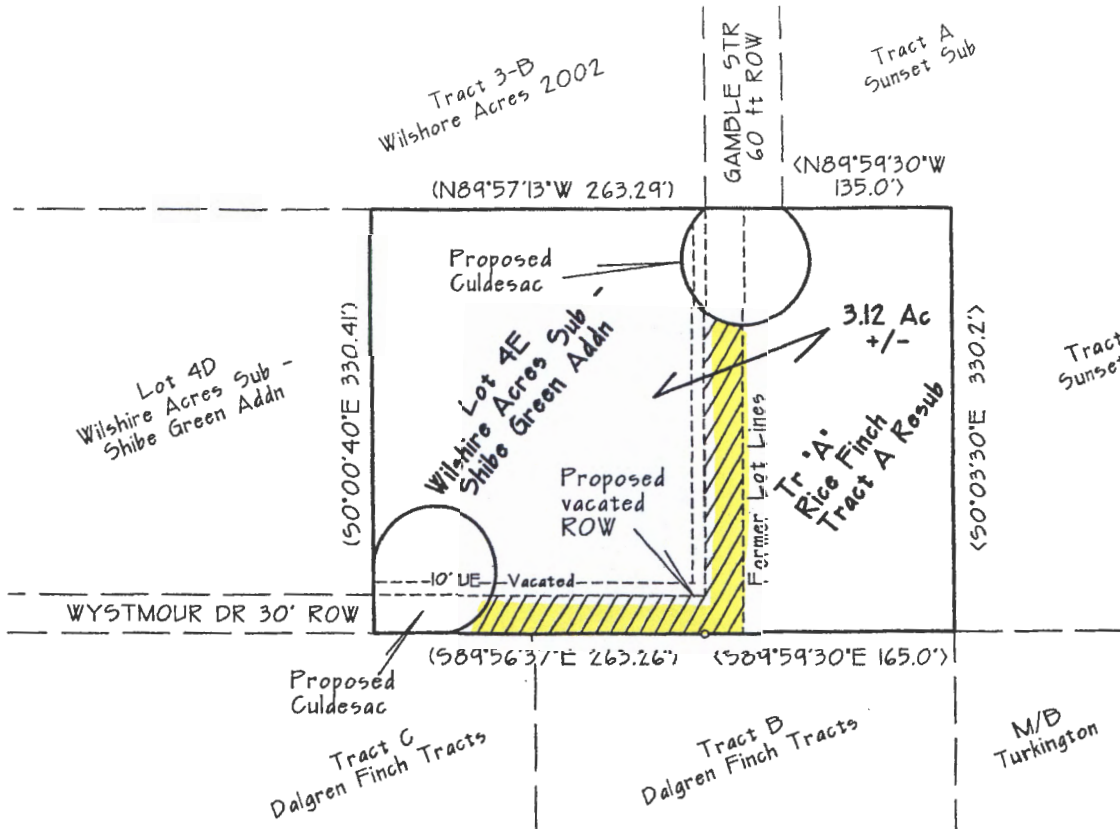 Tract 3-B
Wilshore Acres 2002
GAMBLE STR
60 ft ROW
Tract A
Sunset Sub
(N89°57'13"W 263.29')
<N89°59'30"W
135.0'>
Proposed
Culdesac
3.12 Ac
+/-
Lot 4D
Wilshire Acres Sub -
Shibe Green Addn
(S0°00'40"E 330.41')
Lot 4E
Wilshire Acres Sub -
Shibe Green Addn
Proposed
vacated
ROW
Former Lot Lines
Tr "A"
Rice Finch
Tract A Resub
<S0°03'30"E 330.2'>
Tract
Sunset
10' UE Vacated
WYSTMOUR DR 30' ROW
(S89°56'37"E 263.26')
<S89°59'30"E 165.0'>
Proposed
Culdesac
Tract C
Dalgren Finch Tracts
Tract B
Dalgren Finch Tracts
M/B
Turkington